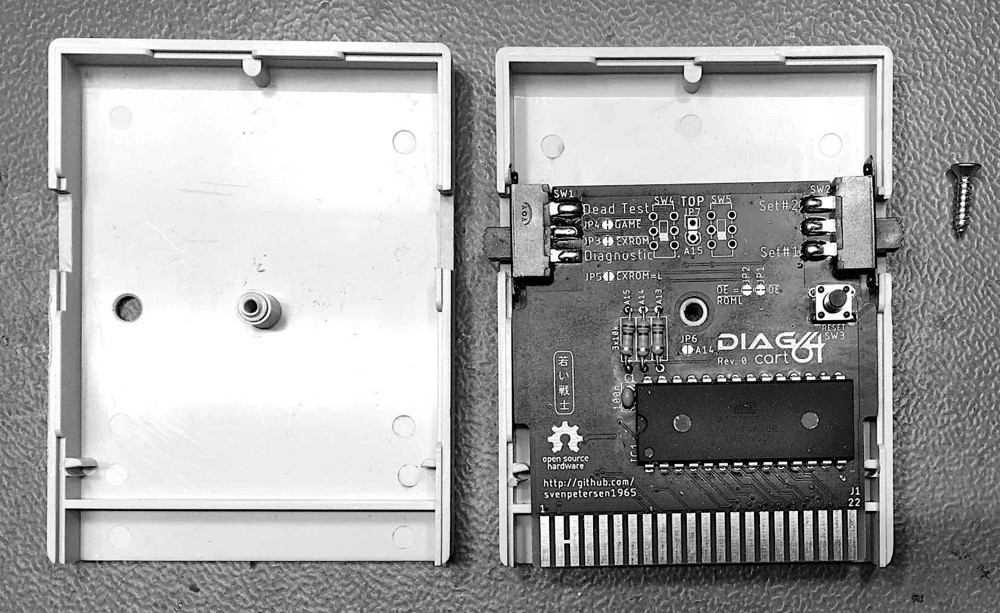 SW1
SW4
TOP
SW5
SW2
Dead Test
JP7
Set#2
JP4
GAME
JP3
EXROM
A15
Diagnostic
Set#1
JP5
EXROM=L
JP2
JP1
OE =
ROML
OE
A15
A14
A13
3x10k
RESET
SW3
JP6
A14
DIAG64
Rev. 0
cart
若い戦士
C1
100n
IC1
open source
hardware
http://github.com/
svenpetersen1965
J1
1
22